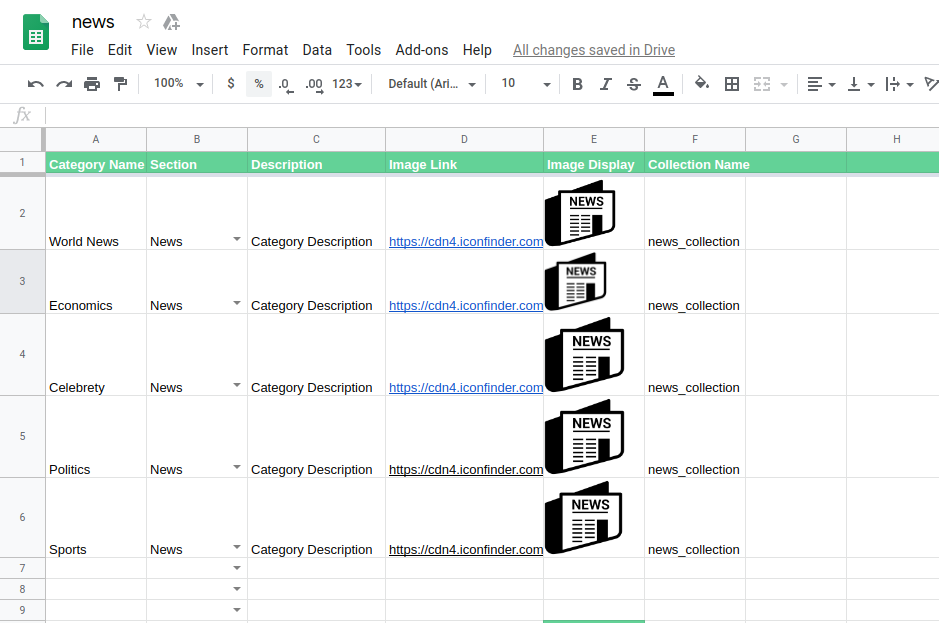 news
File Edit View Insert Format Data Tools Add-ons Help All changes saved in Drive
100% $ % .0 .00 123 Default (Ari... 10 B I S A
fx
A B C D E F G H
1 Category Name Section Description Image Link Image Display Collection Name
NEWS
2 World News News Category Description https://cdn4.iconfinder.com news_collection
NEWS
3 Economics News Category Description https://cdn4.iconfinder.com news_collection
NEWS
4 Celebrety News Category Description https://cdn4.iconfinder.com news_collection
NEWS
5 Politics News Category Description https://cdn4.iconfinder.com news_collection
NEWS
6 Sports News Category Description https://cdn4.iconfinder.com news_collection
7
8
9